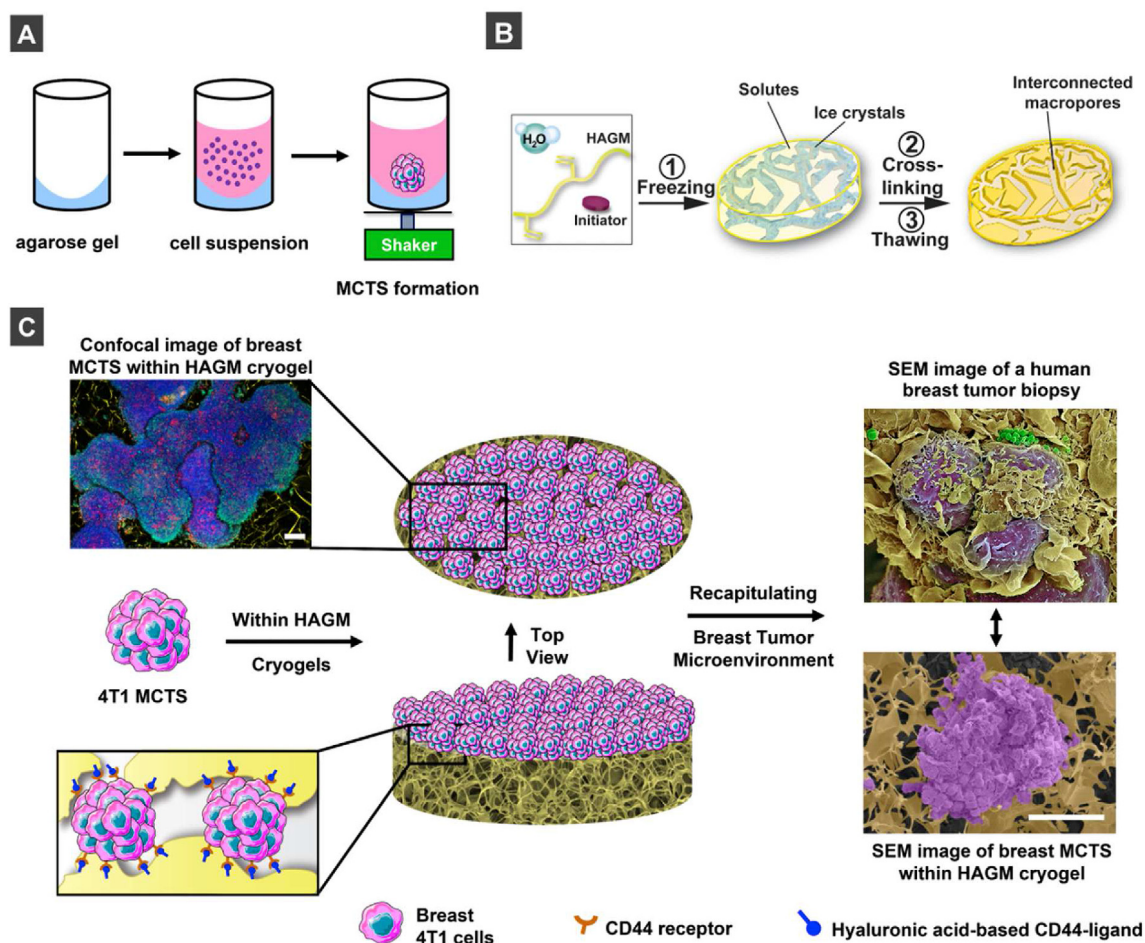 A
agarose gel
cell suspension
Shaker
MCTS formation
B
H₂O
HAGM
Initiator
①
Freezing
Solutes
Ice crystals
②
Cross-
linking
③
Thawing
Interconnected
macropores
C
Confocal image of breast
MCTS within HAGM cryogel
4T1 MCTS
Within HAGM
Cryogels
Top
View
Recapitulating
Breast Tumor
Microenvironment
SEM image of a human
breast tumor biopsy
SEM image of breast MCTS
within HAGM cryogel
Breast
4T1 cells
CD44 receptor
Hyaluronic acid-based CD44-ligand